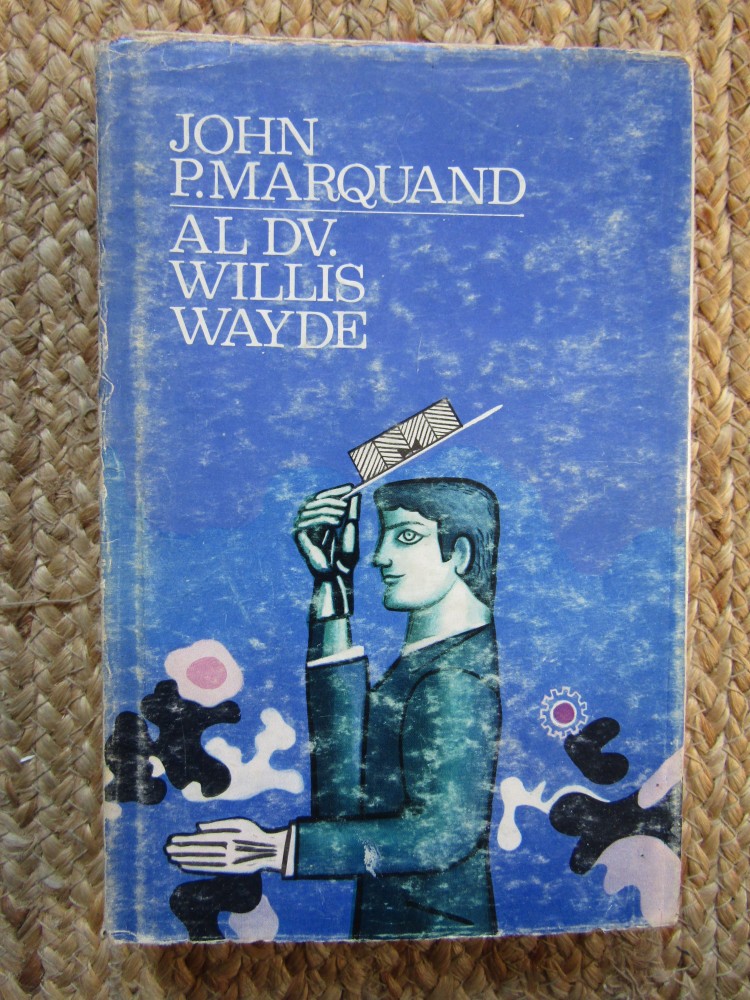 JOHN
P. MARQUAND
AL DV.
WILLIS
WAYDE